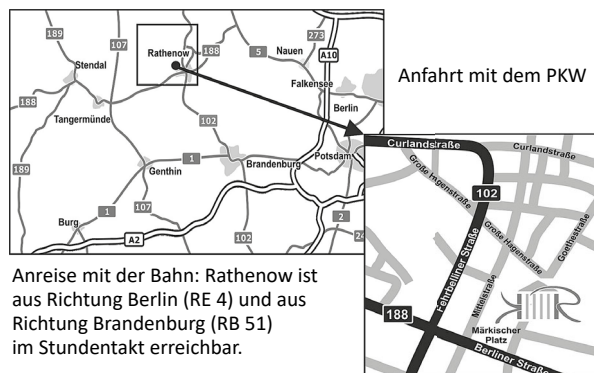 189
107
188
5
Nauen
273
Rathenow
A10
Stendal
Falkensee
Berlin
188
Tangermünde
102
1
Potsdam
189
Genthin
Brandenburg
1
107
Burg
A2
102
2
Anfahrt mit dem PKW
Curlandstraße
Curlandstraße
Große Hagenstraße
102
Große Hagenstraße
Goethestraße
Fehrbelliner Straße
Mittelstraße
188
Märkischer
Platz
Berliner Straße
Anreise mit der Bahn: Rathenow ist
aus Richtung Berlin (RE 4) und aus
Richtung Brandenburg (RB 51)
im Stundentakt erreichbar.